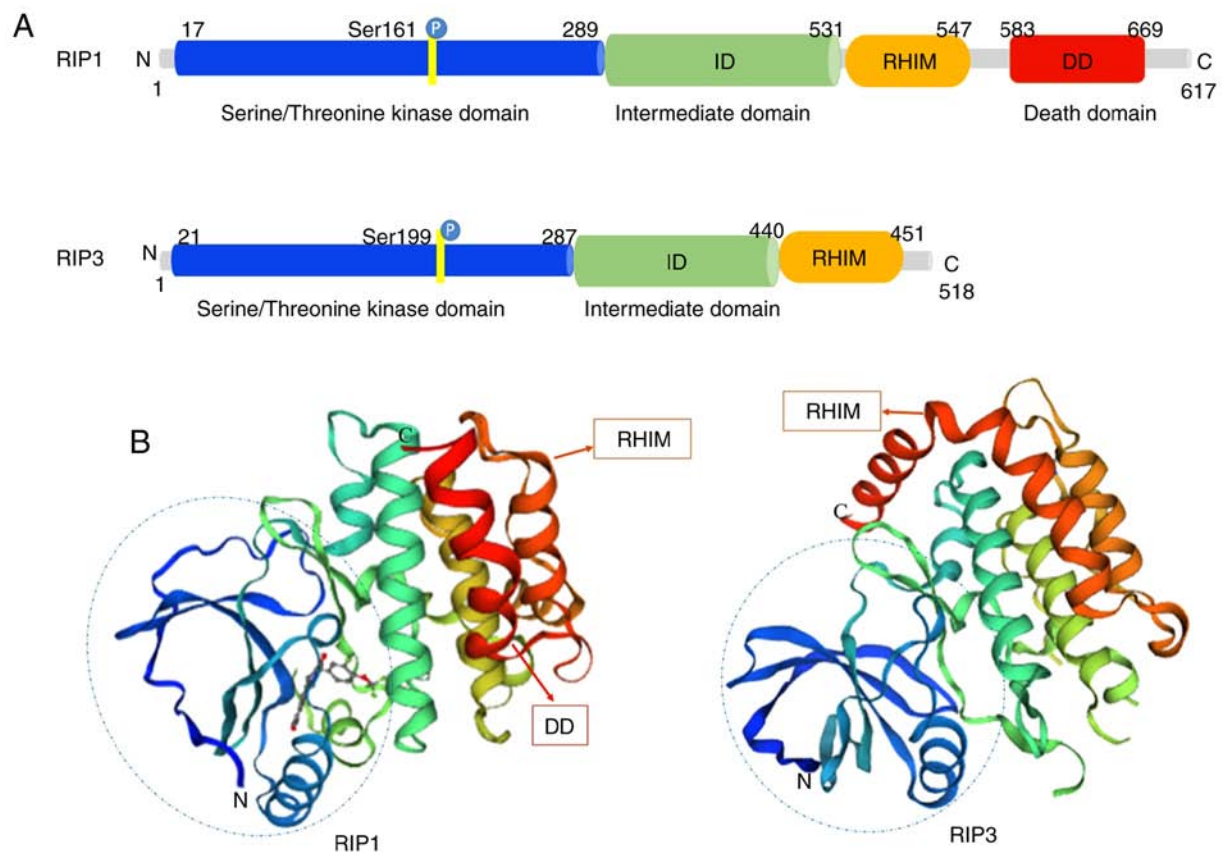 A
17 Ser161 P 289 531 547 583 669
RIP1 N ID RHIM DD C
1 617
Serine/Threonine kinase domain Intermediate domain Death domain
21 Ser199 P 287 440 451
RIP3 N ID RHIM C
1 518
Serine/Threonine kinase domain Intermediate domain
B
RHIM
RHIM
C
C
DD
N
N
RIP1
RIP3